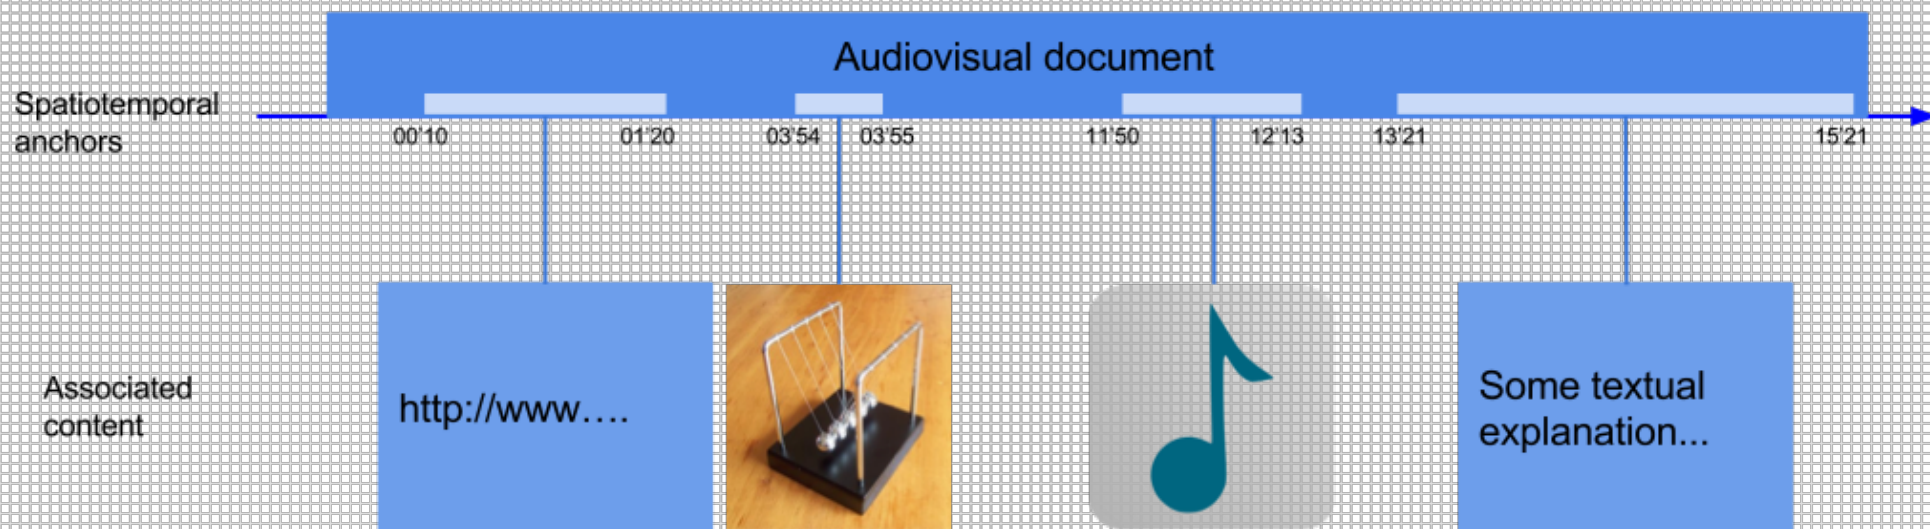 Audiovisual document
Spatiotemporal
anchors
00'10
01'20
03'54
03'55
11'50
12'13
13'21
15'21
Associated
content
http://www....
Some textual
explanation...